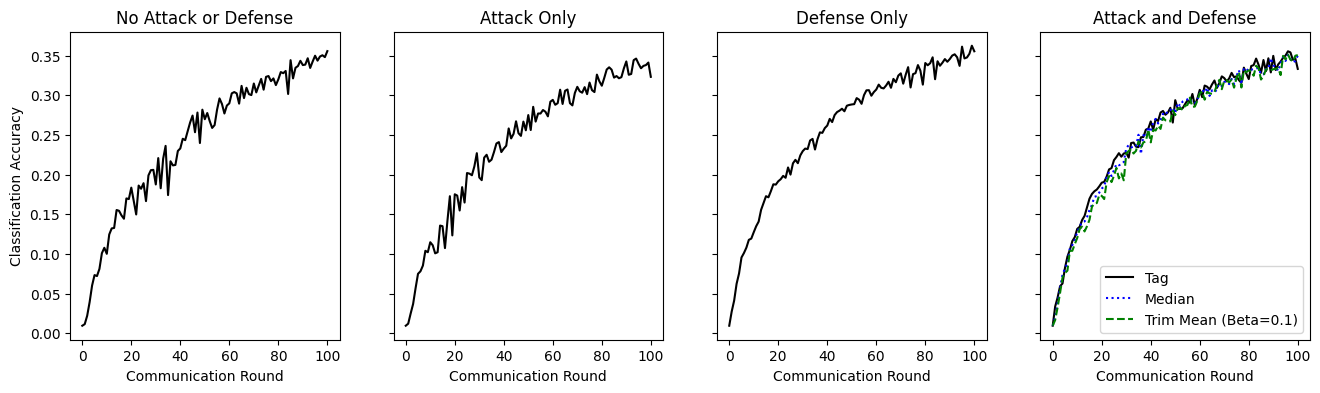 No Attack or Defense
Attack Only
Defense Only
Attack and Defense
Classification Accuracy
0.35
0.30
0.25
0.20
0.15
0.10
0.05
0.00
Tag
Median
Trim Mean (Beta=0.1)
0 20 40 60 80 100
0 20 40 60 80 100
0 20 40 60 80 100
0 20 40 60 80 100
Communication Round
Communication Round
Communication Round
Communication Round